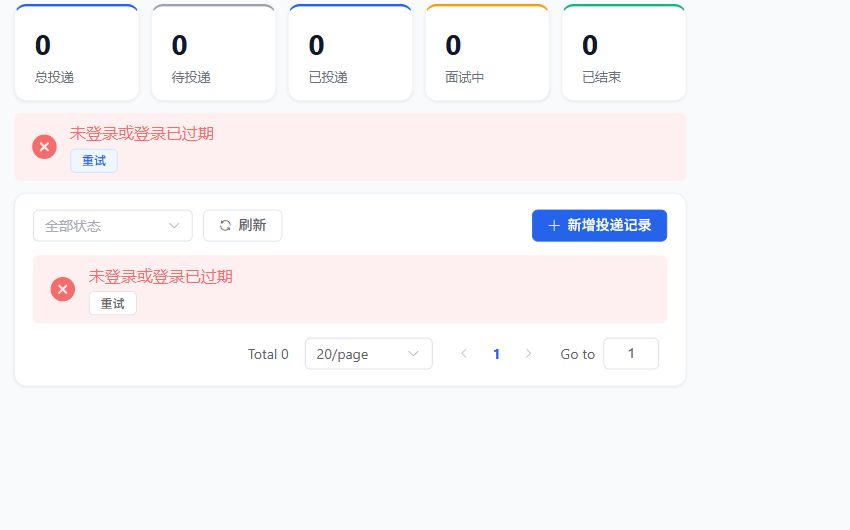 0 0 0 0 0
总投递 待投递 已投递 面试中 已结束
未登录或登录已过期
重试
全部状态 刷新 新增投递记录
未登录或登录已过期
重试
Total 0 20/page 1 Go to 1